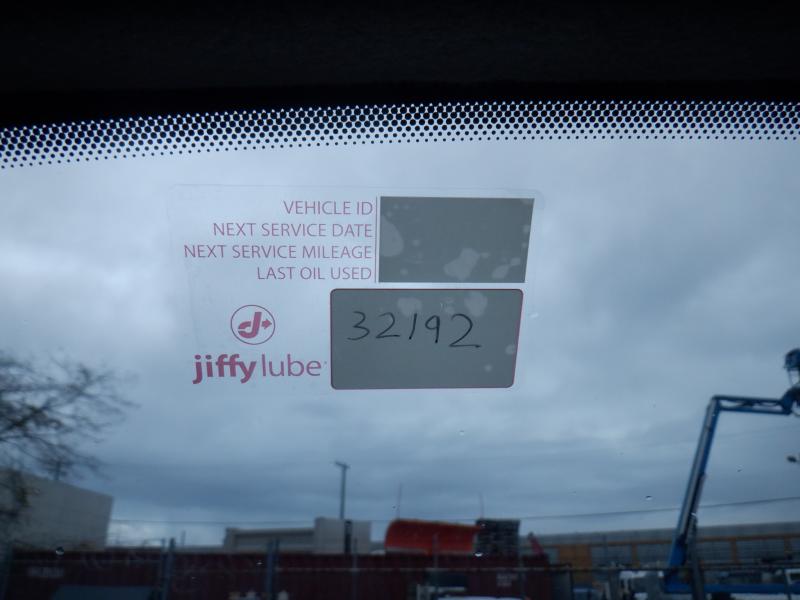 VEHICLE ID
NEXT SERVICE DATE
NEXT SERVICE MILEAGE
LAST OIL USED
32192
jiffy lube